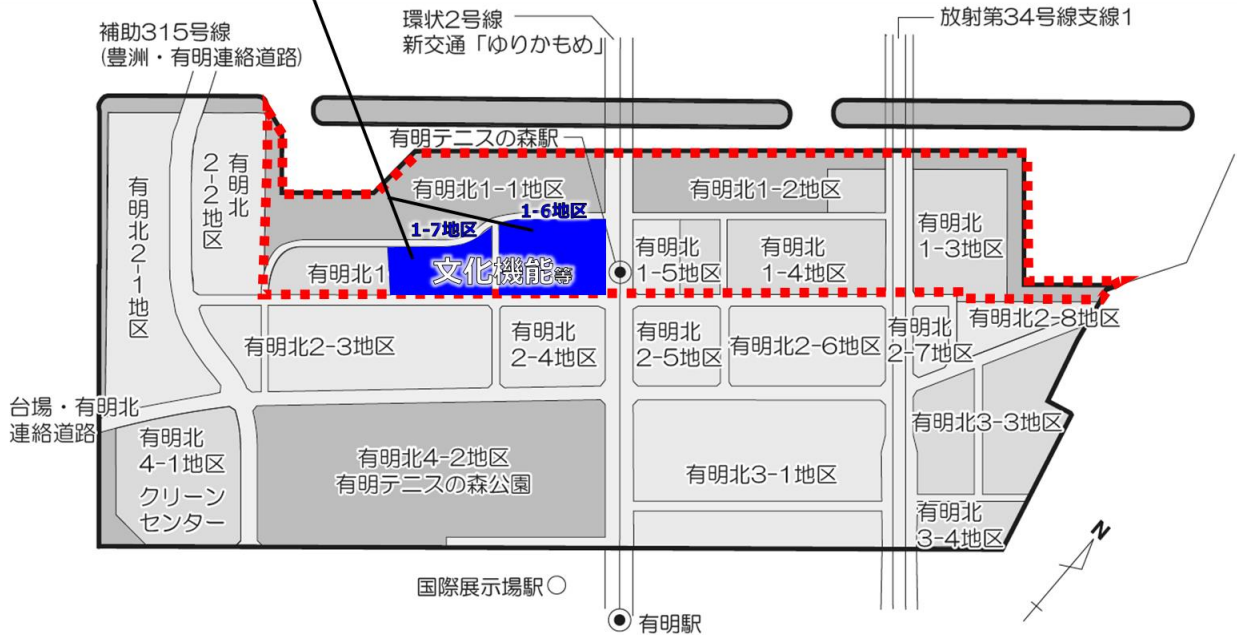 補助315号線
(豊洲・有明連絡道路)
環状2号線
新交通「ゆりかもめ」
放射第34号線支線1
有明テニスの森駅
有明北
2-2地区
有明北2-1地区
有明北1-1地区
有明北1-2地区
1-6地区
1-7地区
有明北
1-3地区
有明北
1-5地区
有明北
1-4地区
有明北1
文化機能等
有明北2-3地区
有明北
2-4地区
有明北
2-5地区
有明北2-6地区
有明北
2-7地区
有明北2-8地区
台場・有明北
連絡道路
有明北
4-1地区
クリーン
センター
有明北4-2地区
有明テニスの森公園
有明北3-1地区
有明北3-3地区
有明北
3-4地区
N
国際展示場駅
有明駅